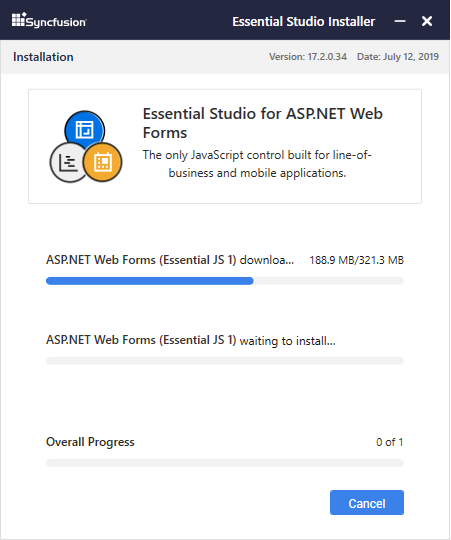 Syncfusion Essential Studio Installer
Installation Version: 17.2.0.34 Date: July 12, 2019
Essential Studio for ASP.NET Web
Forms
The only JavaScript control built for line-of-
business and mobile applications.
ASP.NET Web Forms (Essential JS 1) downloa... 188.9 MB/321.3 MB
ASP.NET Web Forms (Essential JS 1) waiting to install...
Overall Progress 0 of 1
Cancel